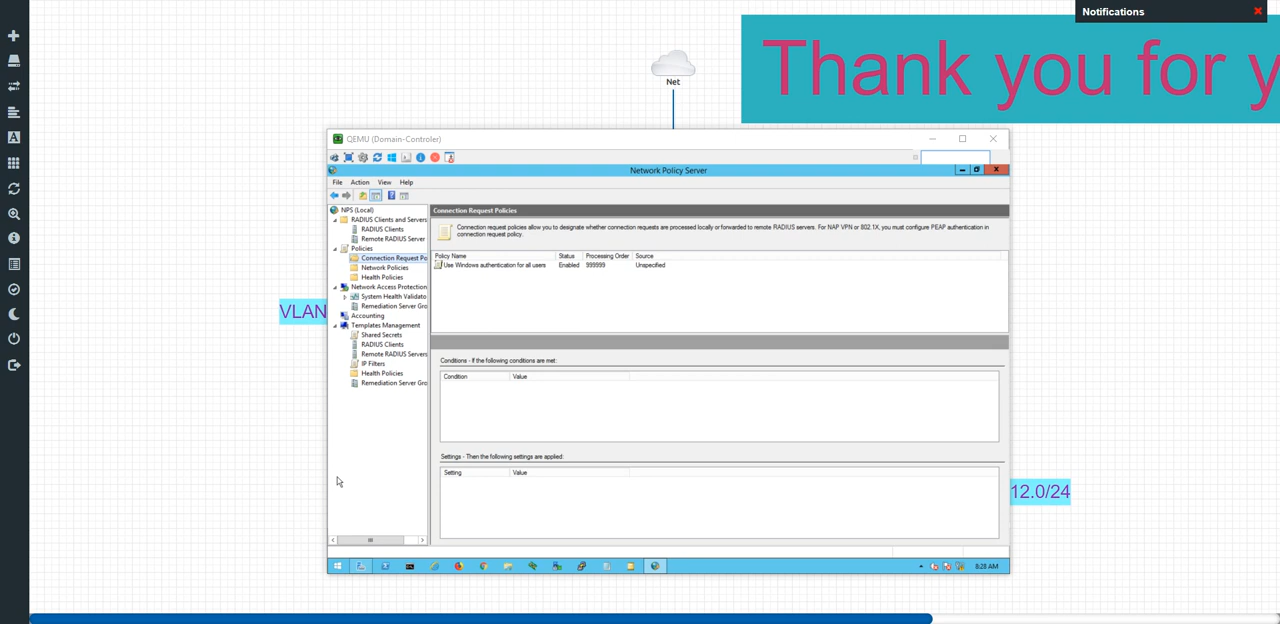 Notifications
Thank you for y
Net
QEMU (Domain-Controler)
Network Policy Server
File Action View Help
NPS (Local)
RADIUS Clients and Servers
RADIUS Clients
Remote RADIUS Server
Policies
Connection Request Po
Network Policies
Health Policies
Network Access Protection
System Health Validato
Remediation Server Gro
Accounting
Templates Management
Shared Secrets
RADIUS Clients
Remote RADIUS Servers
IP Filters
Health Policies
Remediation Server Gro
Connection Request Policies
Connection request policies allow you to designate whether connection requests are processed locally or forwarded to remote RADIUS servers. For NAP VPN or 802.1X, you must configure PEAP authentication in
connection request policy.
Policy Name Status Processing Order Source
Use Windows authentication for all users Enabled 999999 Unspecified
Conditions - If the following conditions are met:
Condition Value
Settings - Then the following settings are applied:
Setting Value
VLAN
12.0/24
8:28 AM